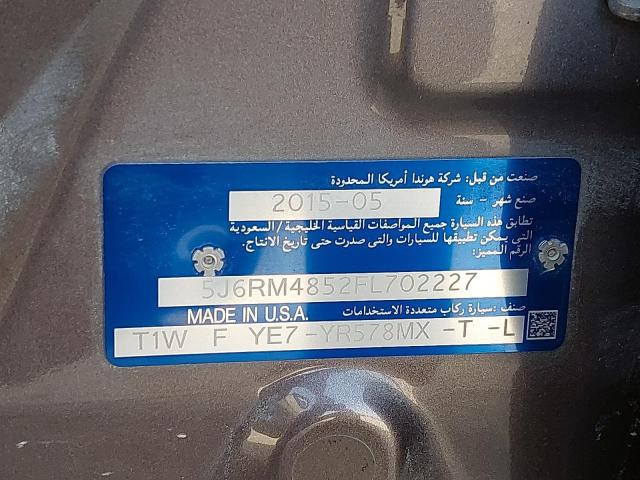 صنعت من قبل: شركة هوندا أمريكا المحدودة
صنع شهر - سنة 2015-05
تطابق هذه السيارة جميع المواصفات القياسية الخليجية/السعودية
التي يمكن تطبيقها للسيارات والتي صدرت حتى تاريخ الانتاج.
الرقم المميز:
5J6RM4852FL702227
MADE IN U.S.A. صنف: سيارة ركاب متعددة الاستخدامات
T1W F YE7-YR578MX-T-L